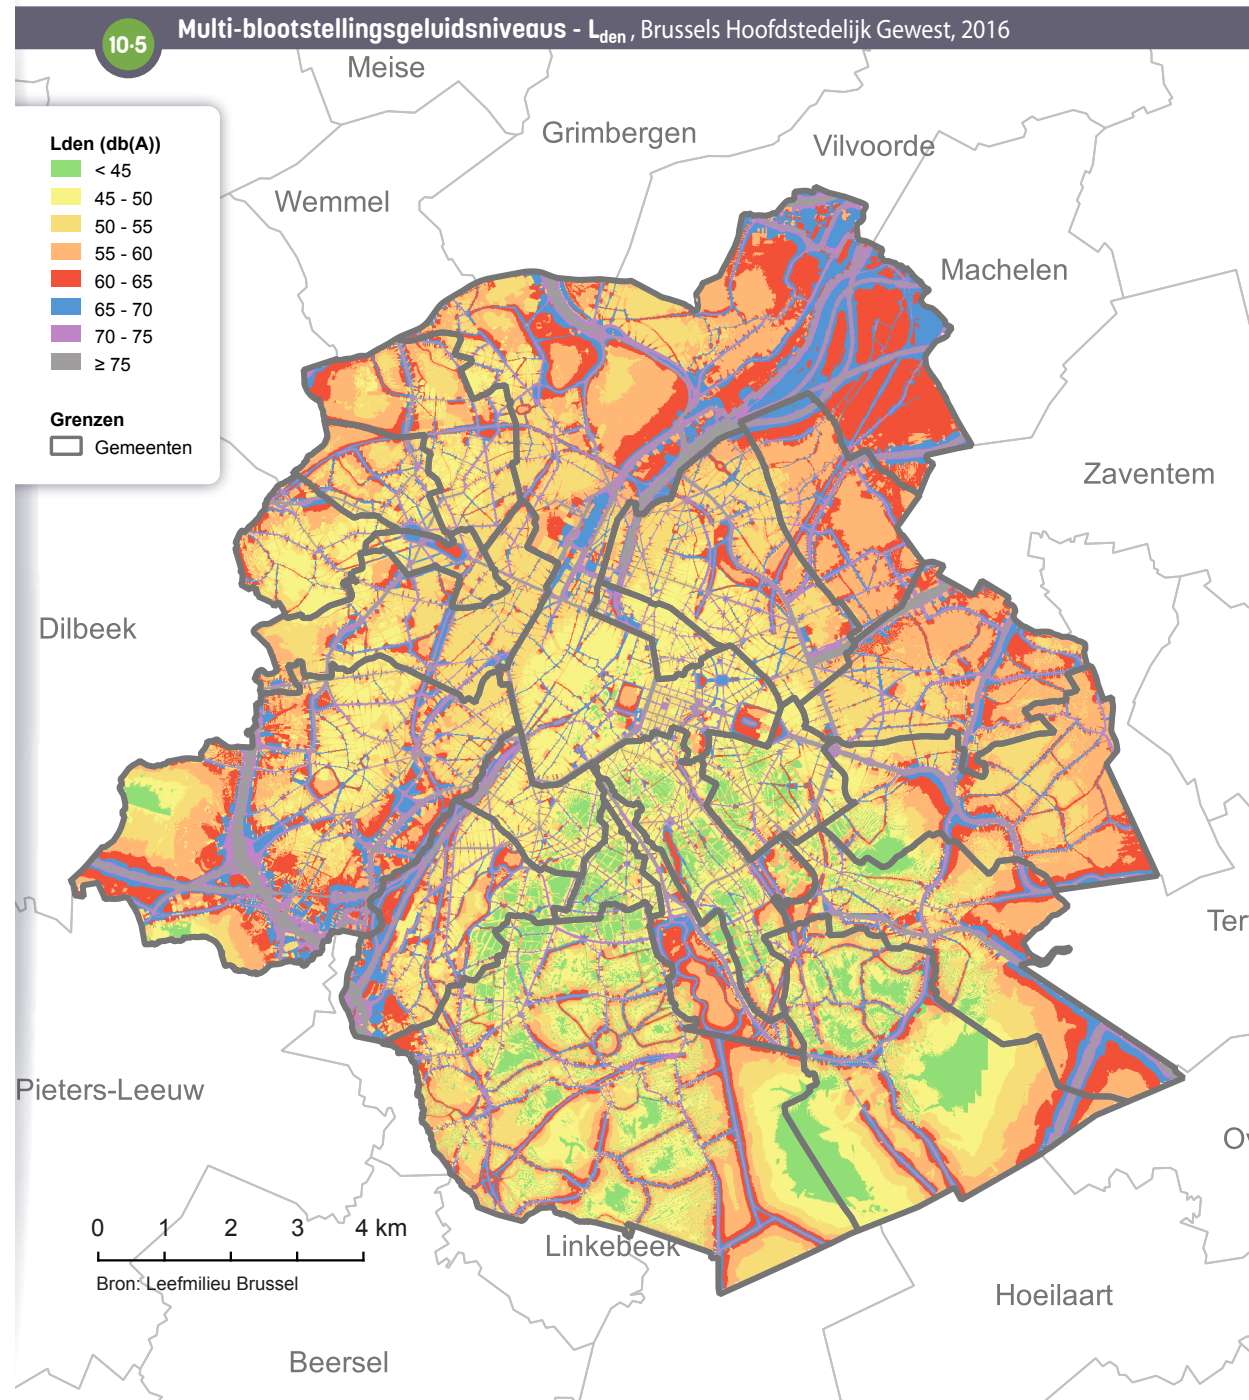 10·5
Multi-blootstellingsgeluidsniveaus - Lden , Brussels Hoofdstedelijk Gewest, 2016
Meise
Grimbergen
Vilvoorde
Wemmel
Machelen
Zaventem
Dilbeek
Ter
Pieters-Leeuw
Ov
Linkebeek
Hoeilaart
Beersel
Lden (db(A))
< 45
45 - 50
50 - 55
55 - 60
60 - 65
65 - 70
70 - 75
≥ 75
Grenzen
Gemeenten
0 1 2 3 4 km
Bron: Leefmilieu Brussel